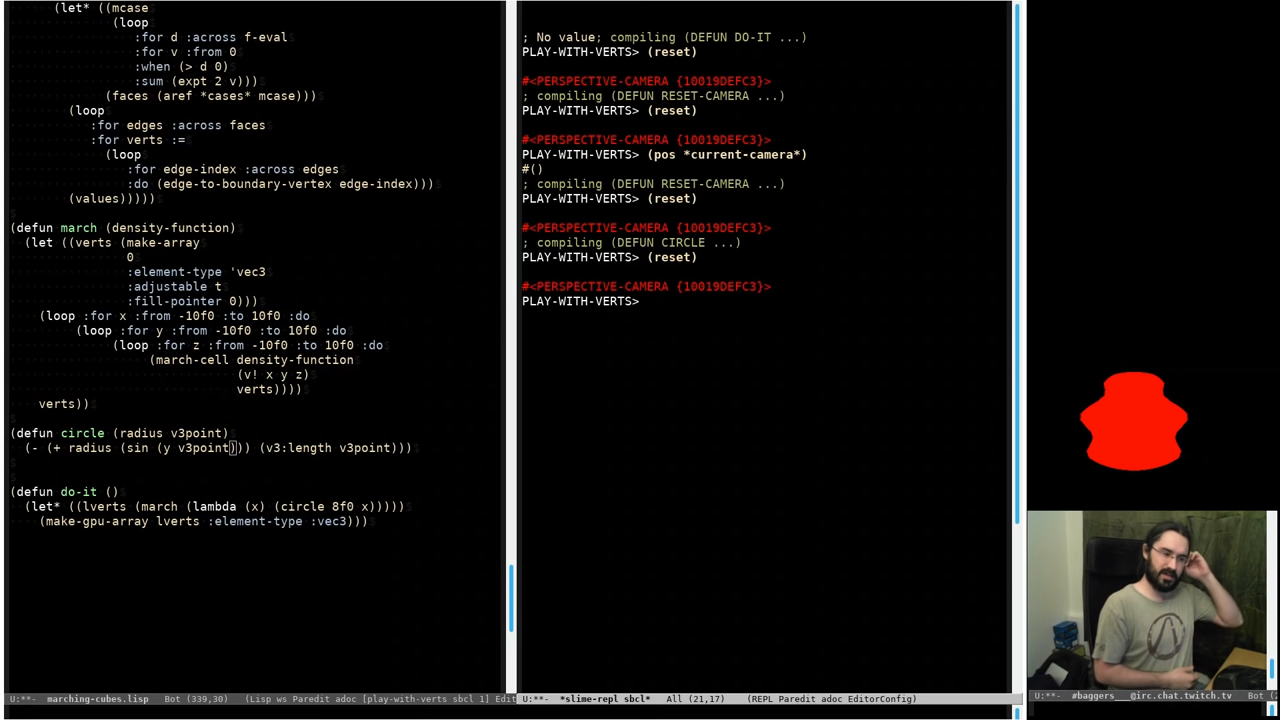 (let* ((mcase
(loop
:for d :across f-eval
:for v :from 0
:when (> d 0)
:sum (expt 2 v)))
(faces (aref *cases* mcase)))
(loop
:for edges :across faces
:for verts :=
(loop
:for edge-index :across edges
:do (edge-to-boundary-vertex edge-index)))
(values)))))
(defun march (density-function)
(let ((verts (make-array
0
:element-type 'vec3
:adjustable t
:fill-pointer 0)))
(loop :for x :from -10f0 :to 10f0 :do
(loop :for y :from -10f0 :to 10f0 :do
(loop :for z :from -10f0 :to 10f0 :do
(march-cell density-function
(v! x y z)
verts))))
verts))
(defun circle (radius v3point)
(- (+ radius (sin (y v3point))) (v3:length v3point)))
(defun do-it ()
(let* ((lverts (march (lambda (x) (circle 8f0 x)))))
(make-gpu-array lverts :element-type :vec3)))
U:**- marching-cubes.lisp Bot (339,30) (Lisp ws Paredit adoc [play-with-verts sbcl 1] Edit
; No value; compiling (DEFUN DO-IT ...)
PLAY-WITH-VERTS> (reset)
#<PERSPECTIVE-CAMERA {10019DEFC3}>
; compiling (DEFUN RESET-CAMERA ...)
PLAY-WITH-VERTS> (reset)
#<PERSPECTIVE-CAMERA {10019DEFC3}>
PLAY-WITH-VERTS> (pos *current-camera*)
#()
; compiling (DEFUN RESET-CAMERA ...)
PLAY-WITH-VERTS> (reset)
#<PERSPECTIVE-CAMERA {10019DEFC3}>
; compiling (DEFUN CIRCLE ...)
PLAY-WITH-VERTS> (reset)
#<PERSPECTIVE-CAMERA {10019DEFC3}>
PLAY-WITH-VERTS>
U:**- *slime-repl sbcl* All (21,17) (REPL Paredit adoc EditorConfig)
U:**- #baggers___@irc.chat.twitch.tv Bot (2